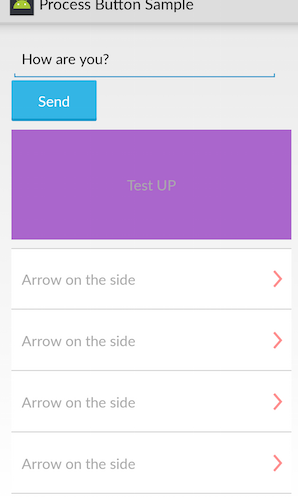 Process Button Sample
How are you?
Send
Test UP
Arrow on the side
Arrow on the side
Arrow on the side
Arrow on the side